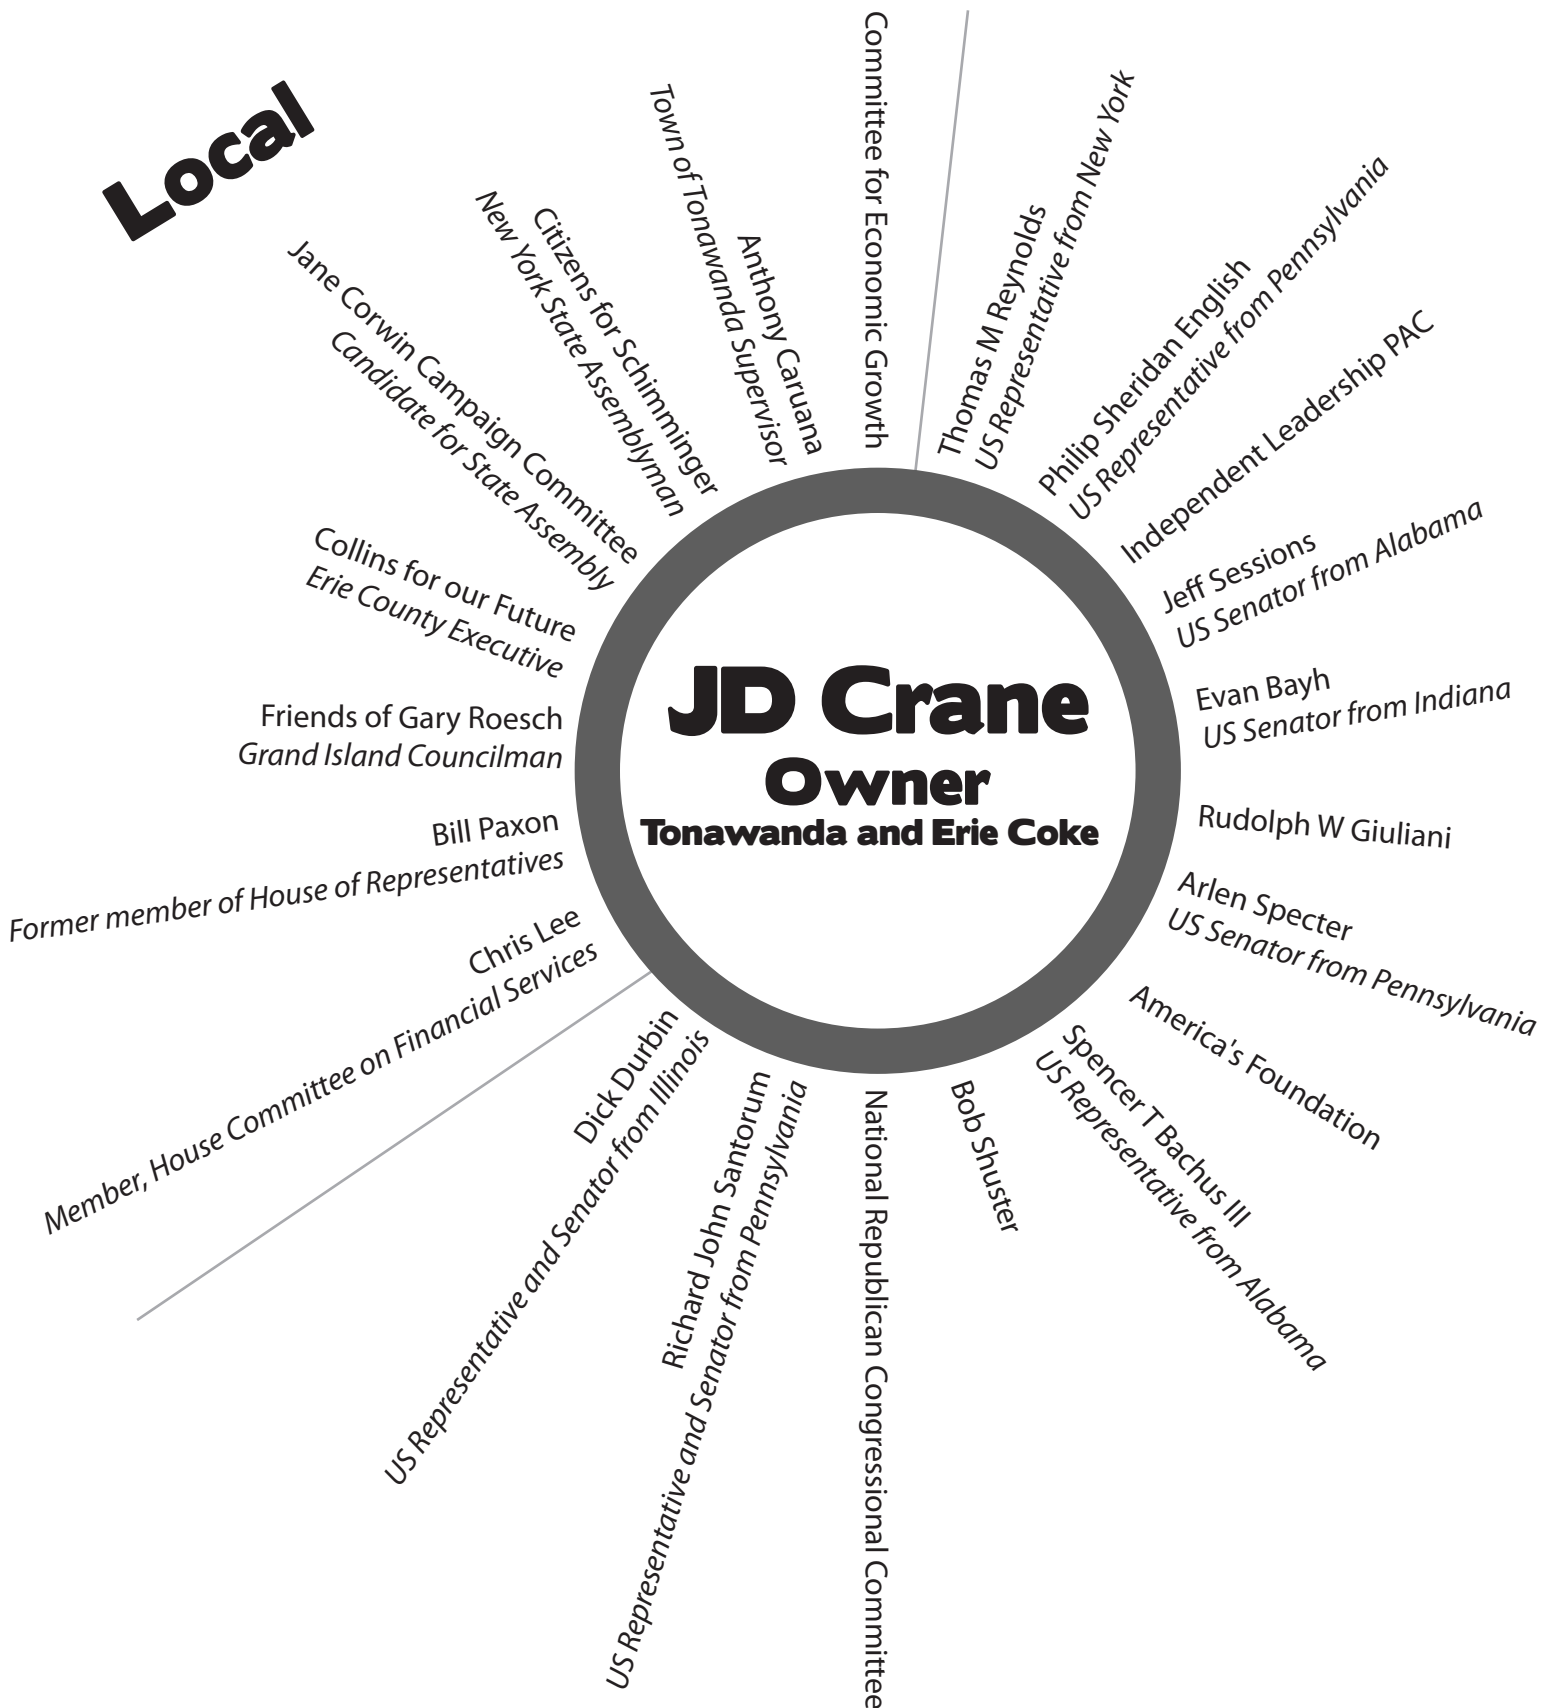 Local
Committee for Economic Growth
Thomas M Reynolds
US Representative from New York
Philip Sheridan English
US Representative from Pennsylvania
Independent Leadership PAC
Jeff Sessions
US Senator from Alabama
Evan Bayh
US Senator from Indiana
Rudolph W Giuliani
Arlen Specter
US Senator from Pennsylvania
America's Foundation
Spencer T Bachus III
US Representative from Alabama
Bob Shuster
National Republican Congressional Committee
Richard John Santorum
US Representative and Senator from Pennsylvania
Dick Durbin
US Representative and Senator from Illinois
Chris Lee
Member, House Committee on Financial Services
Bill Paxon
Former member of House of Representatives
Friends of Gary Roesch
Grand Island Councilman
Collins for our Future
Erie County Executive
Jane Corwin Campaign Committee
Candidate for State Assembly
Citizens for Schimminger
New York State Assemblyman
Anthony Caruana
Town of Tonawanda Supervisor
JD Crane
Owner
Tonawanda and Erie Coke